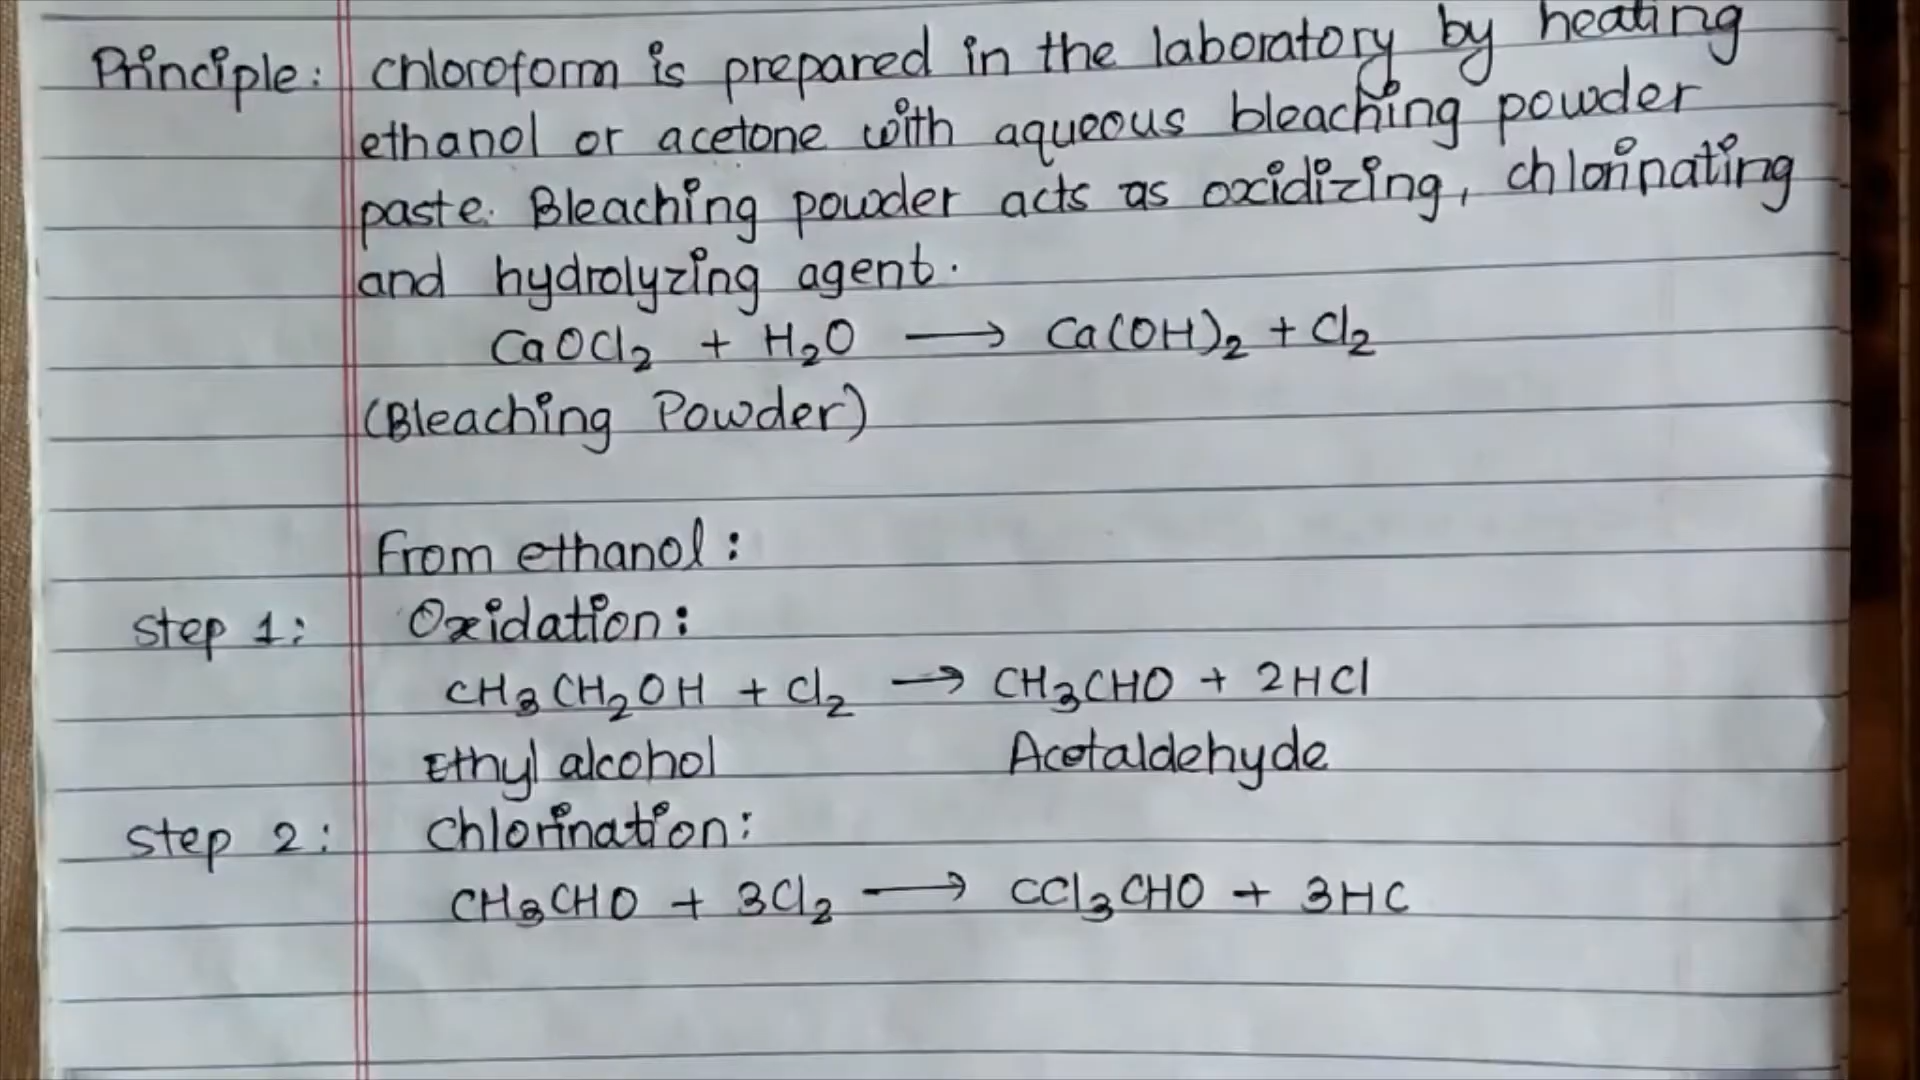 Principle: chloroform is prepared in the laboratory by heating
ethanol or acetone with aqueous bleaching powder
paste. Bleaching powder acts as oxidizing, chlorinating
and hydrolyzing agent.
CaOCl₂ + H₂O → Ca(OH)₂ + Cl₂
(Bleaching Powder)
From ethanol:
Step 1: Oxidation:
CH₃CH₂OH + Cl₂ → CH₃CHO + 2HCl
Ethyl alcohol Acetaldehyde
Step 2: Chlorination:
CH₃CHO + 3Cl₂ → CCl₃CHO + 3HC